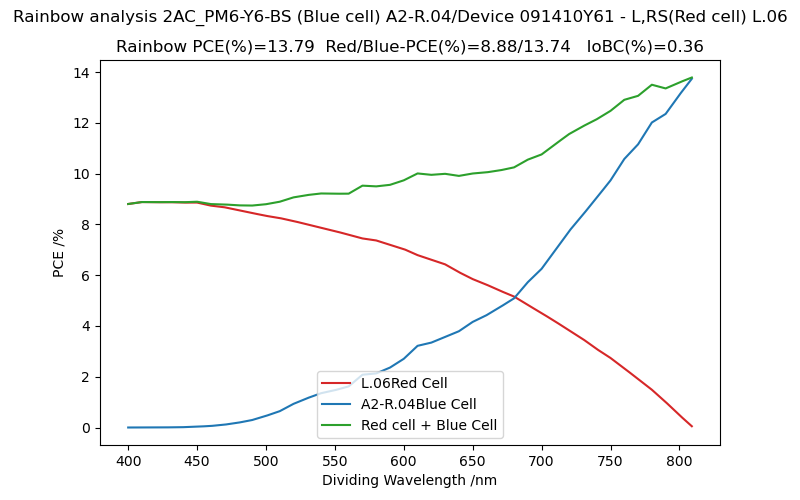 Rainbow analysis 2AC_PM6-Y6-BS (Blue cell) A2-R.04/Device 091410Y61 - L,RS(Red cell) L.06
Rainbow PCE(%)=13.79  Red/Blue-PCE(%)=8.88/13.74   IoBC(%)=0.36
PCE /%
14
12
10
8
6
4
2
0
L.06Red Cell
A2-R.04Blue Cell
Red cell + Blue Cell
400 450 500 550 600 650 700 750 800
Dividing Wavelength /nm